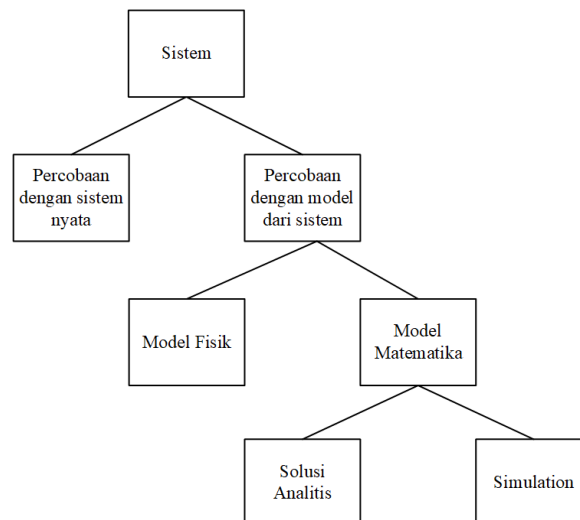 Sistem
Percobaan
dengan sistem
nyata
Percobaan
dengan model
dari sistem
Model Fisik
Model
Matematika
Solusi
Analitis
Simulation